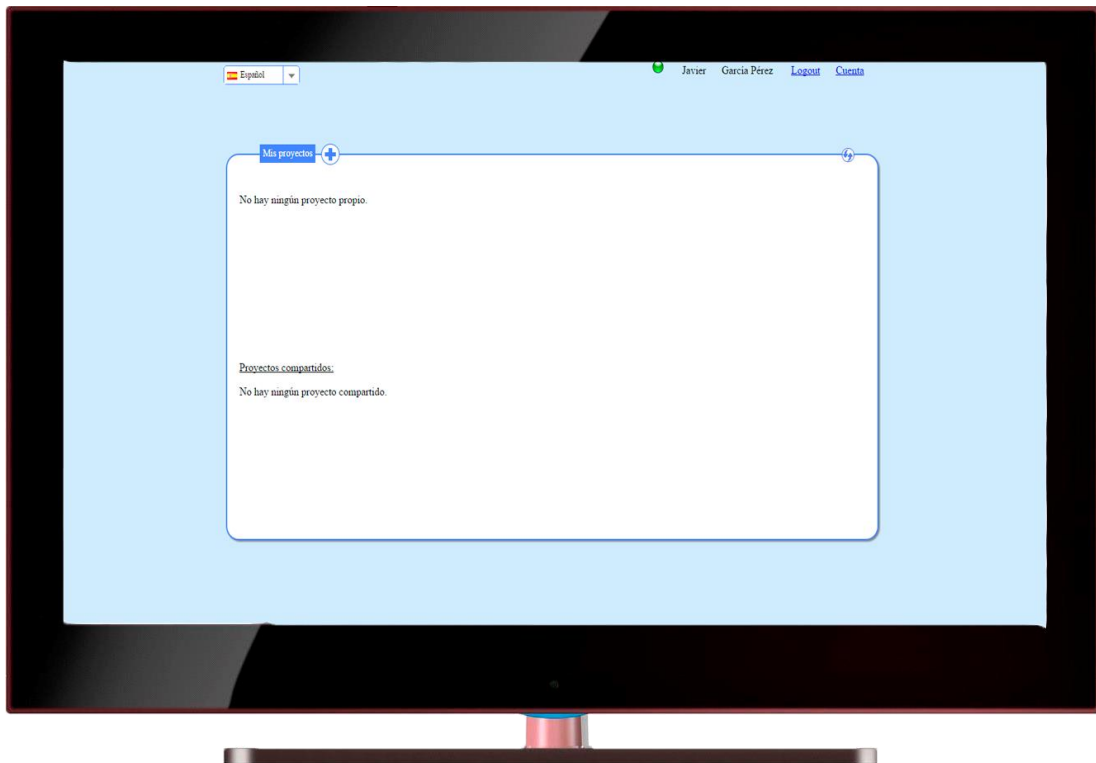 Español
Javier García Pérez Logout Cuenta
Mis proyectos
No hay ningún proyecto propio.
Proyectos compartidos:
No hay ningún proyecto compartido.